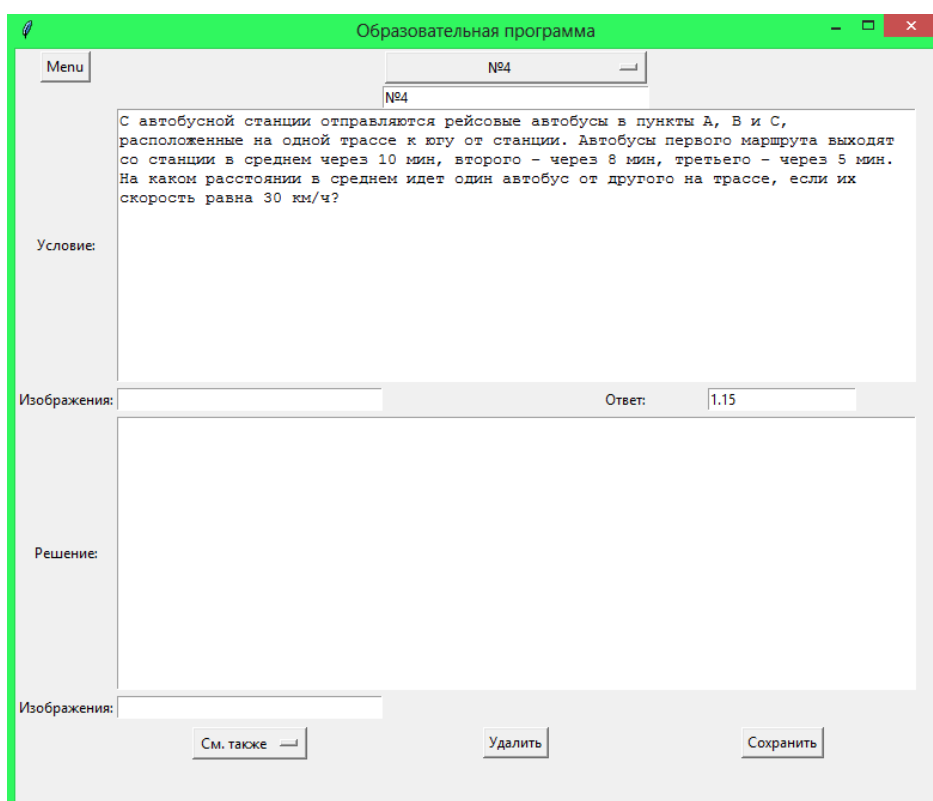 Образовательная программа
Menu
№4
№4
С автобусной станции отправляются рейсовые автобусы в пункты А, В и С,
расположенные на одной трассе к югу от станции. Автобусы первого маршрута выходят
со станции в среднем через 10 мин, второго – через 8 мин, третьего – через 5 мин.
На каком расстоянии в среднем идет один автобус от другого на трассе, если их
скорость равна 30 км/ч?
Условие:
Изображения:
Ответ:
1.15
Решение:
Изображения:
См. также
Удалить
Сохранить